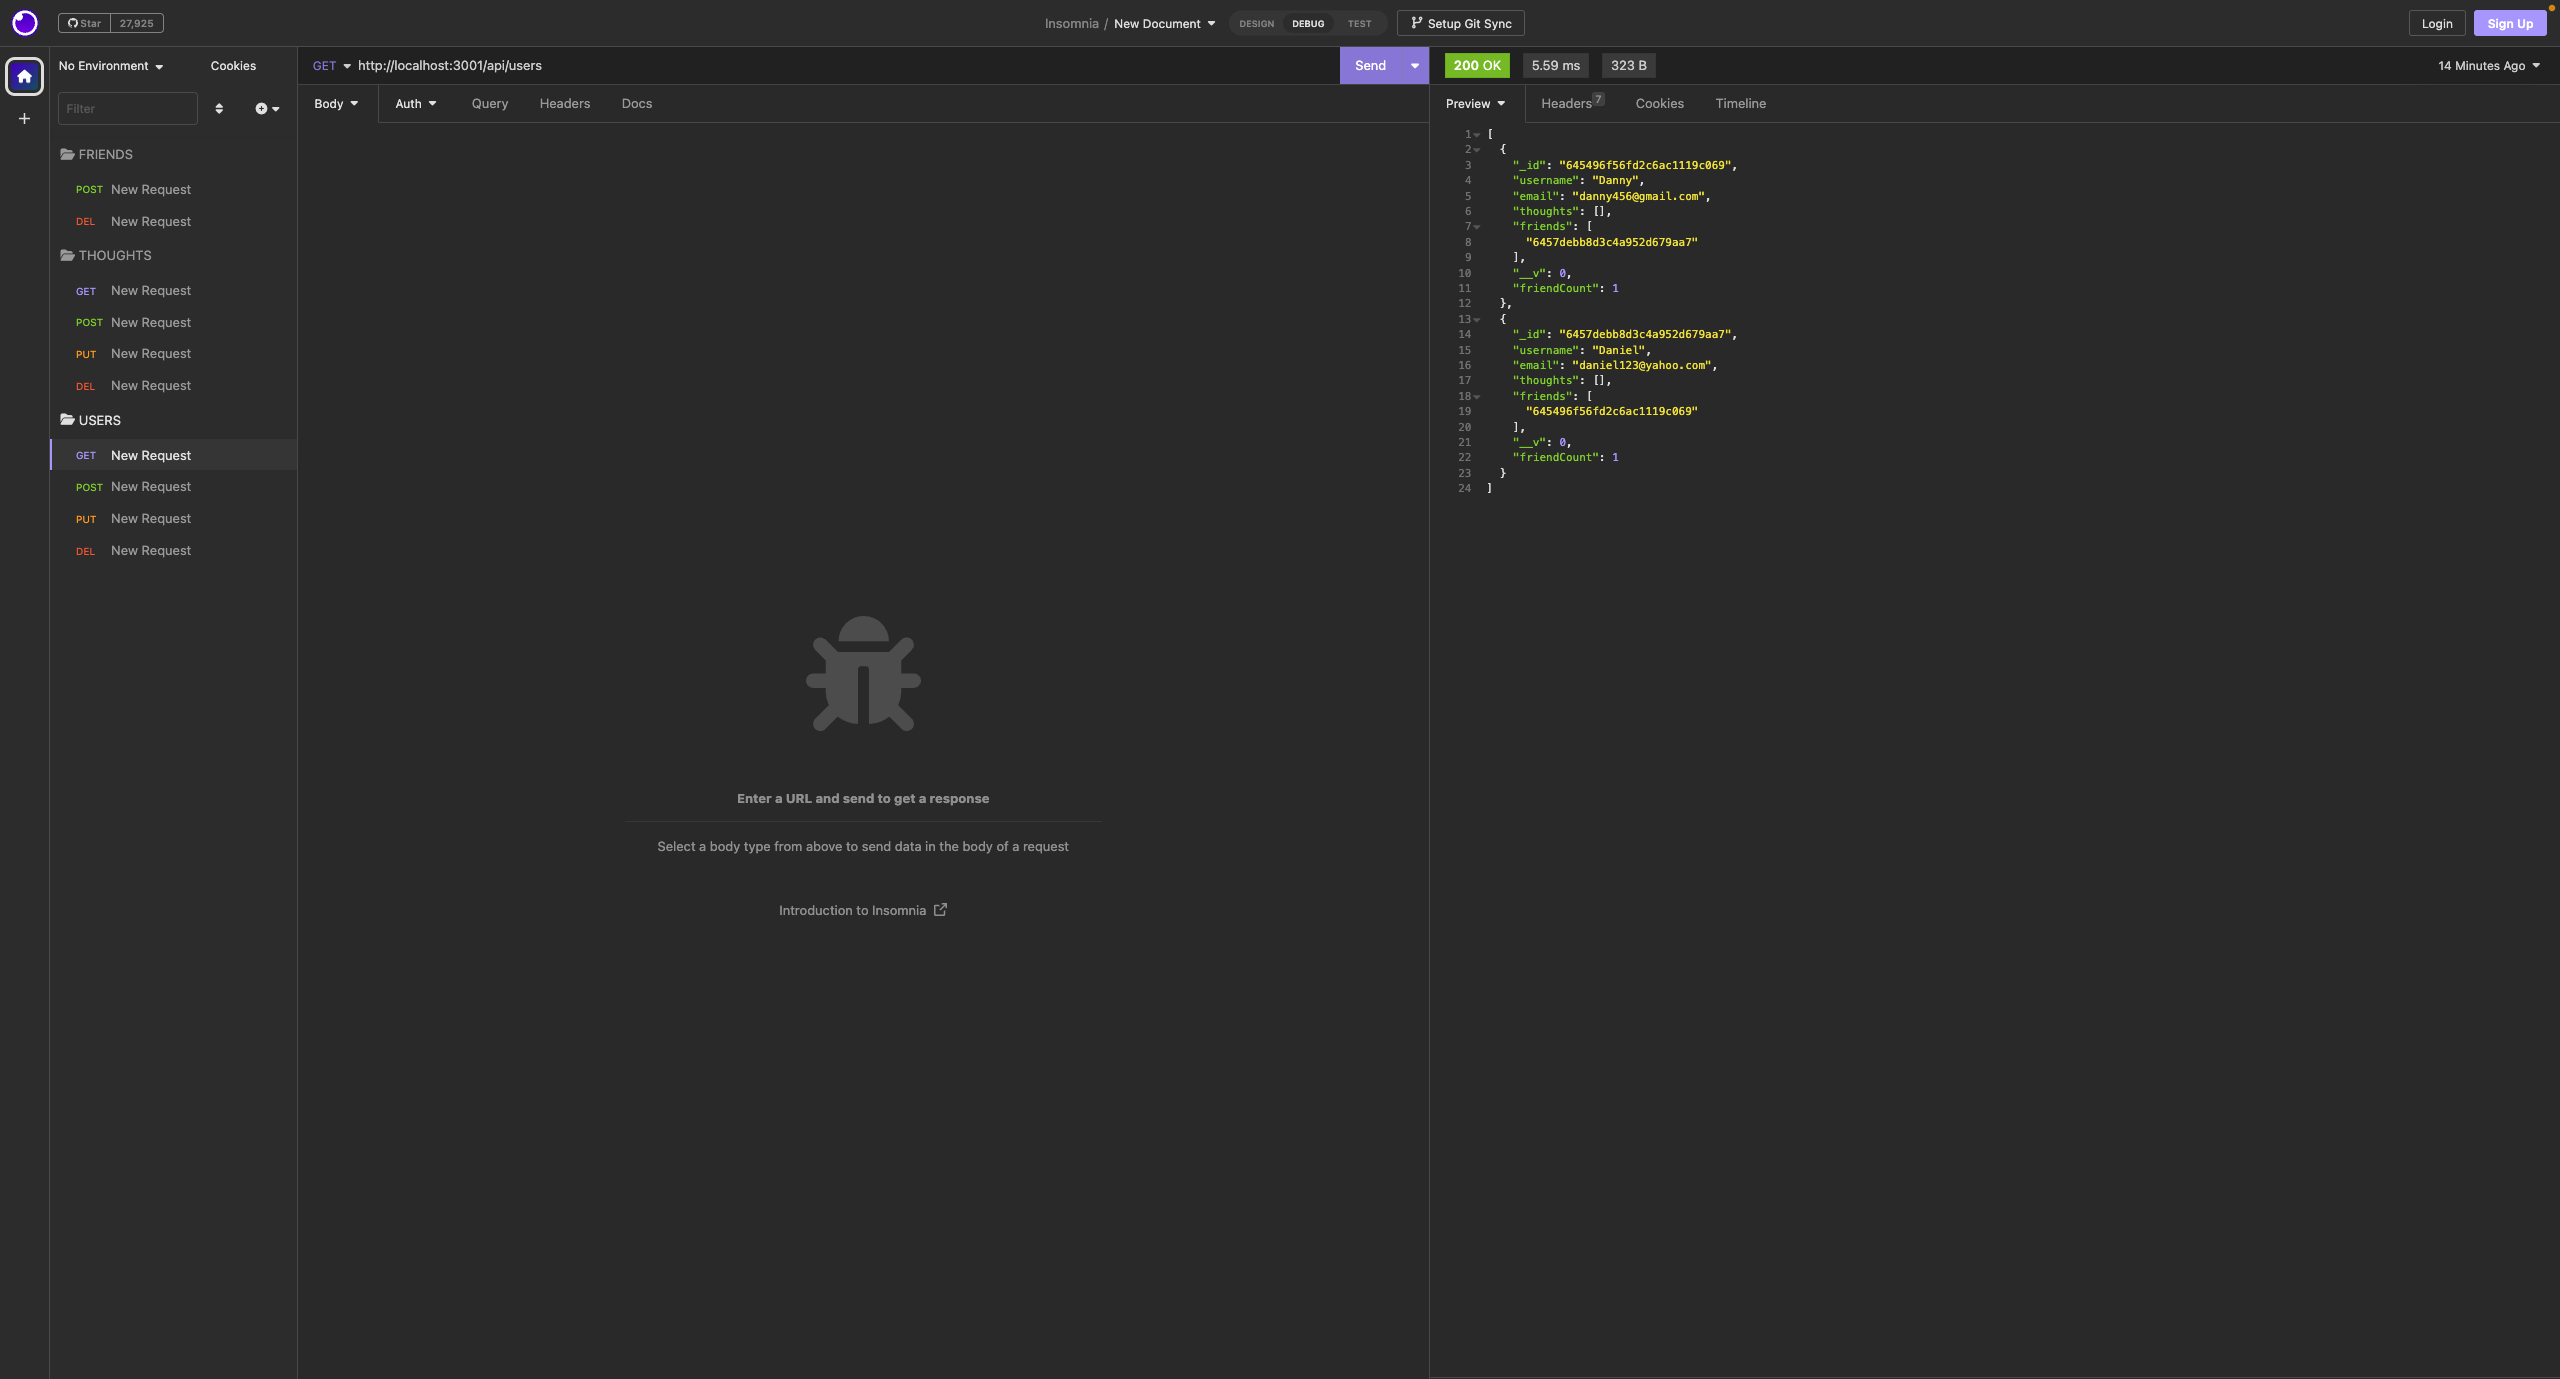 Star 27,925
Insomnia / New Document DESIGN DEBUG TEST Setup Git Sync
Login Sign Up
No Environment Cookies
GET http://localhost:3001/api/users Send
200 OK 5.59 ms 323 B 14 Minutes Ago
Filter
Body Auth Query Headers Docs
Preview Headers 7 Cookies Timeline
FRIENDS
POST New Request
DEL New Request
THOUGHTS
GET New Request
POST New Request
PUT New Request
DEL New Request
USERS
GET New Request
POST New Request
PUT New Request
DEL New Request
Enter a URL and send to get a response
Select a body type from above to send data in the body of a request
Introduction to Insomnia
1 [
2 {
3 "_id": "645496f56fd2c6ac1119c069",
4 "username": "Danny",
5 "email": "danny456@gmail.com",
6 "thoughts": [],
7 "friends": [
8 "6457debb8d3c4a952d679aa7"
9 ],
10 "__v": 0,
11 "friendCount": 1
12 },
13 {
14 "_id": "6457debb8d3c4a952d679aa7",
15 "username": "Daniel",
16 "email": "daniel123@yahoo.com",
17 "thoughts": [],
18 "friends": [
19 "645496f56fd2c6ac1119c069"
20 ],
21 "__v": 0,
22 "friendCount": 1
23 }
24 ]